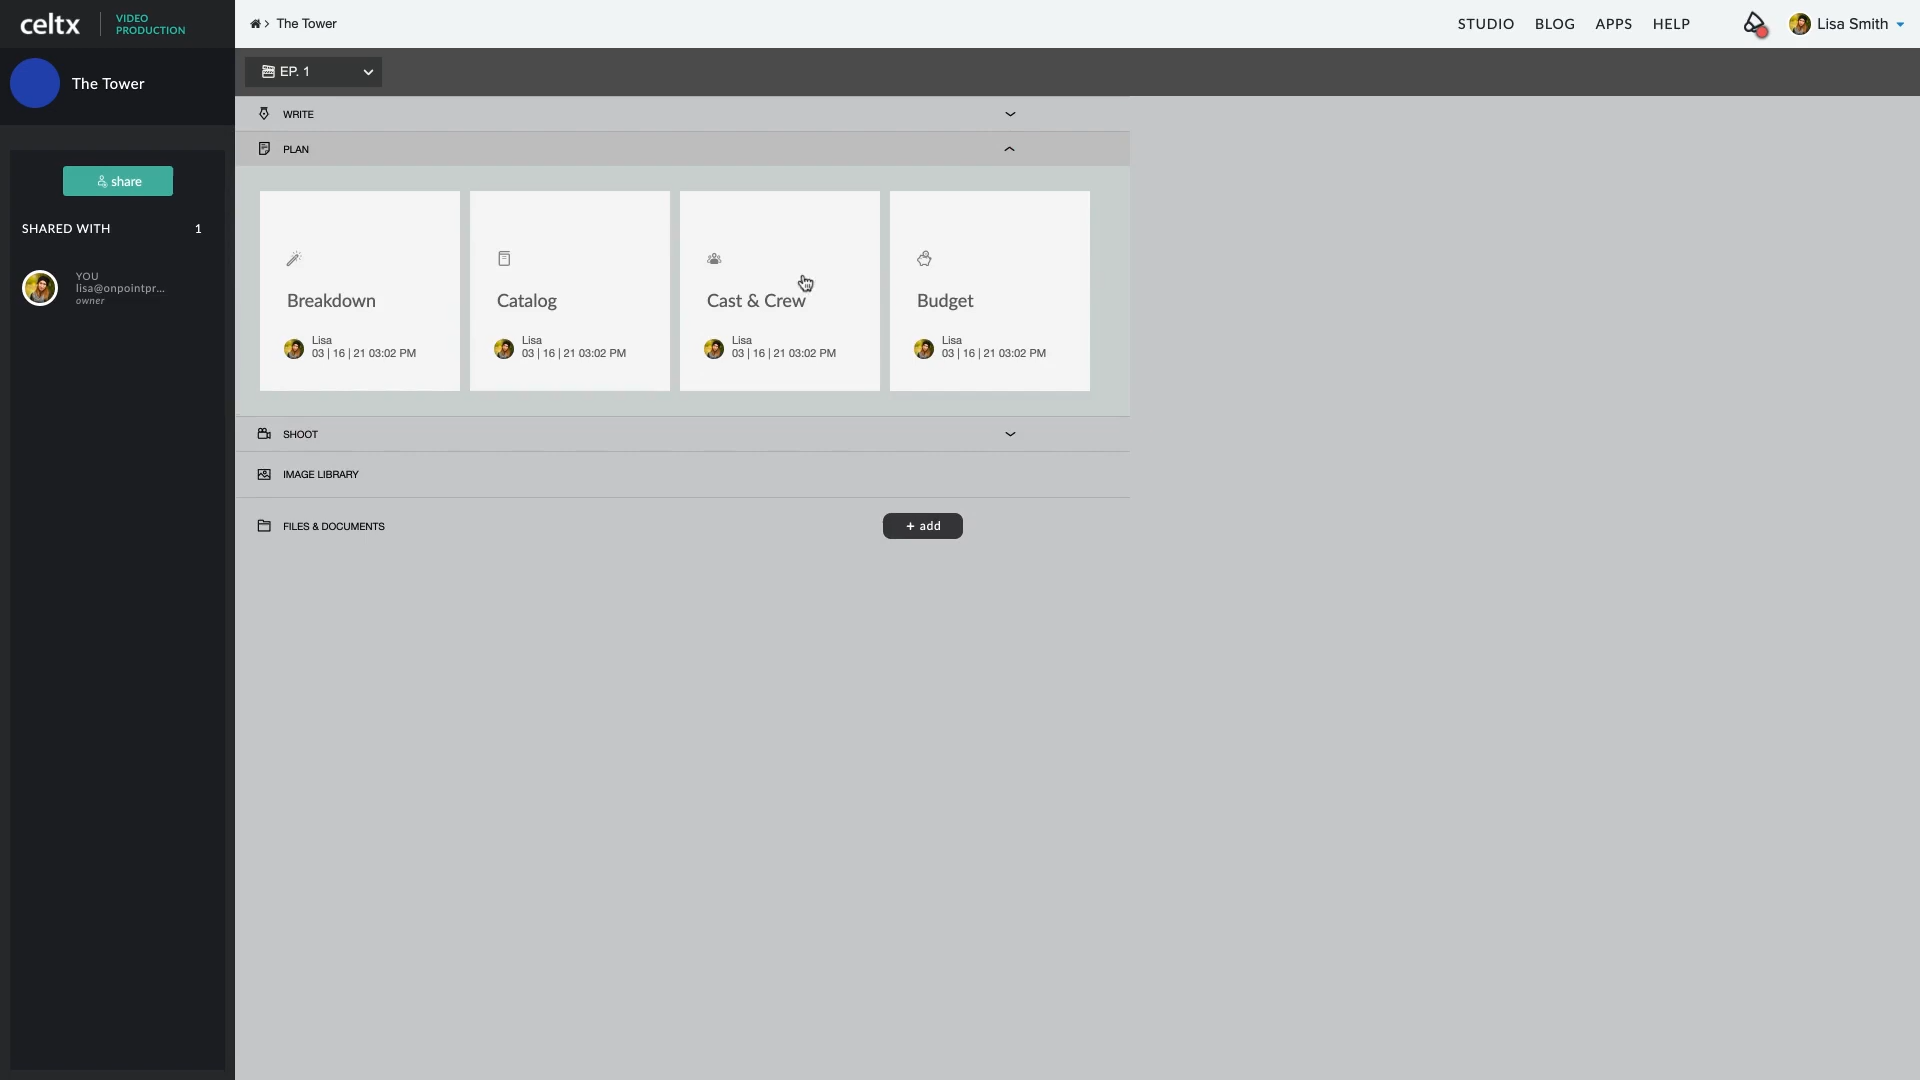 celtx
VIDEO
PRODUCTION
The Tower
STUDIO
BLOG
APPS
HELP
Lisa Smith
The Tower
EP. 1
share
SHARED WITH 1
YOU
lisa@onpointpr...
owner
WRITE
PLAN
Breakdown
Lisa
03 | 16 | 21 03:02 PM
Catalog
Lisa
03 | 16 | 21 03:02 PM
Cast & Crew
Lisa
03 | 16 | 21 03:02 PM
Budget
Lisa
03 | 16 | 21 03:02 PM
SHOOT
IMAGE LIBRARY
FILES & DOCUMENTS
+ add